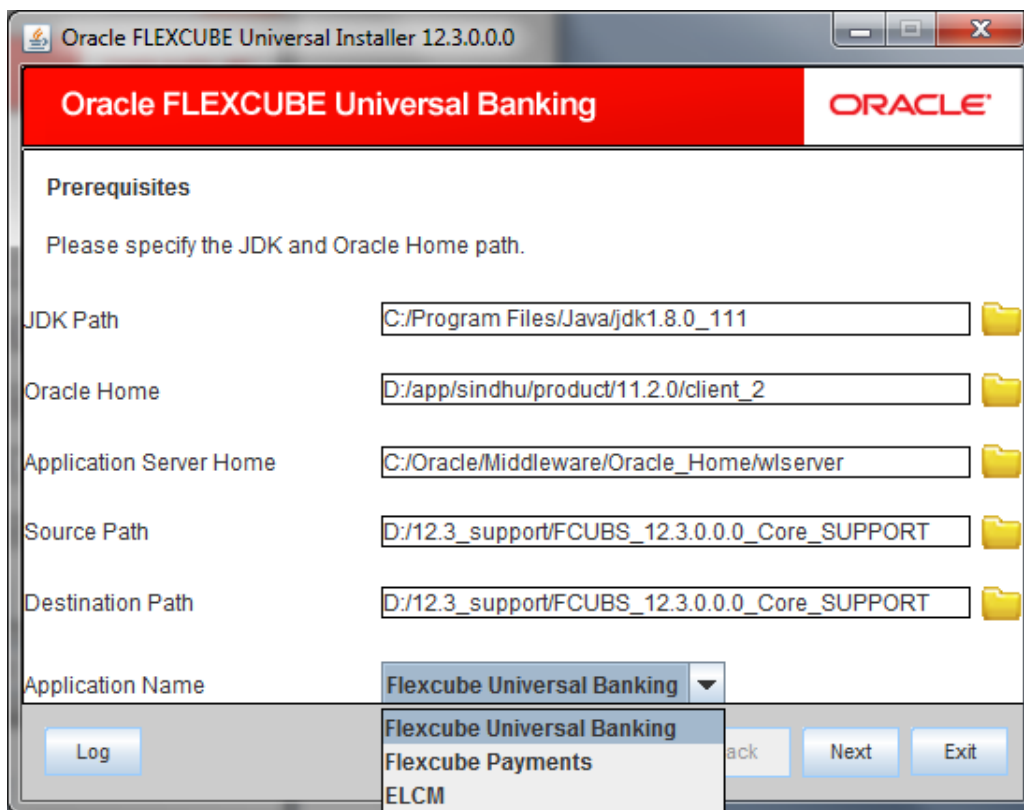 Oracle FLEXCUBE Universal Installer 12.3.0.0.0
Oracle FLEXCUBE Universal Banking
ORACLE
Prerequisites
Please specify the JDK and Oracle Home path.
JDK Path
C:/Program Files/Java/jdk1.8.0_111
Oracle Home
D:/app/sindhu/product/11.2.0/client_2
Application Server Home
C:/Oracle/Middleware/Oracle_Home/wlserver
Source Path
D:/12.3_support/FCUBS_12.3.0.0.0_Core_SUPPORT
Destination Path
D:/12.3_support/FCUBS_12.3.0.0.0_Core_SUPPORT
Application Name
Flexcube Universal Banking
Flexcube Universal Banking
Flexcube Payments
ELCM
Log
ack
Next
Exit